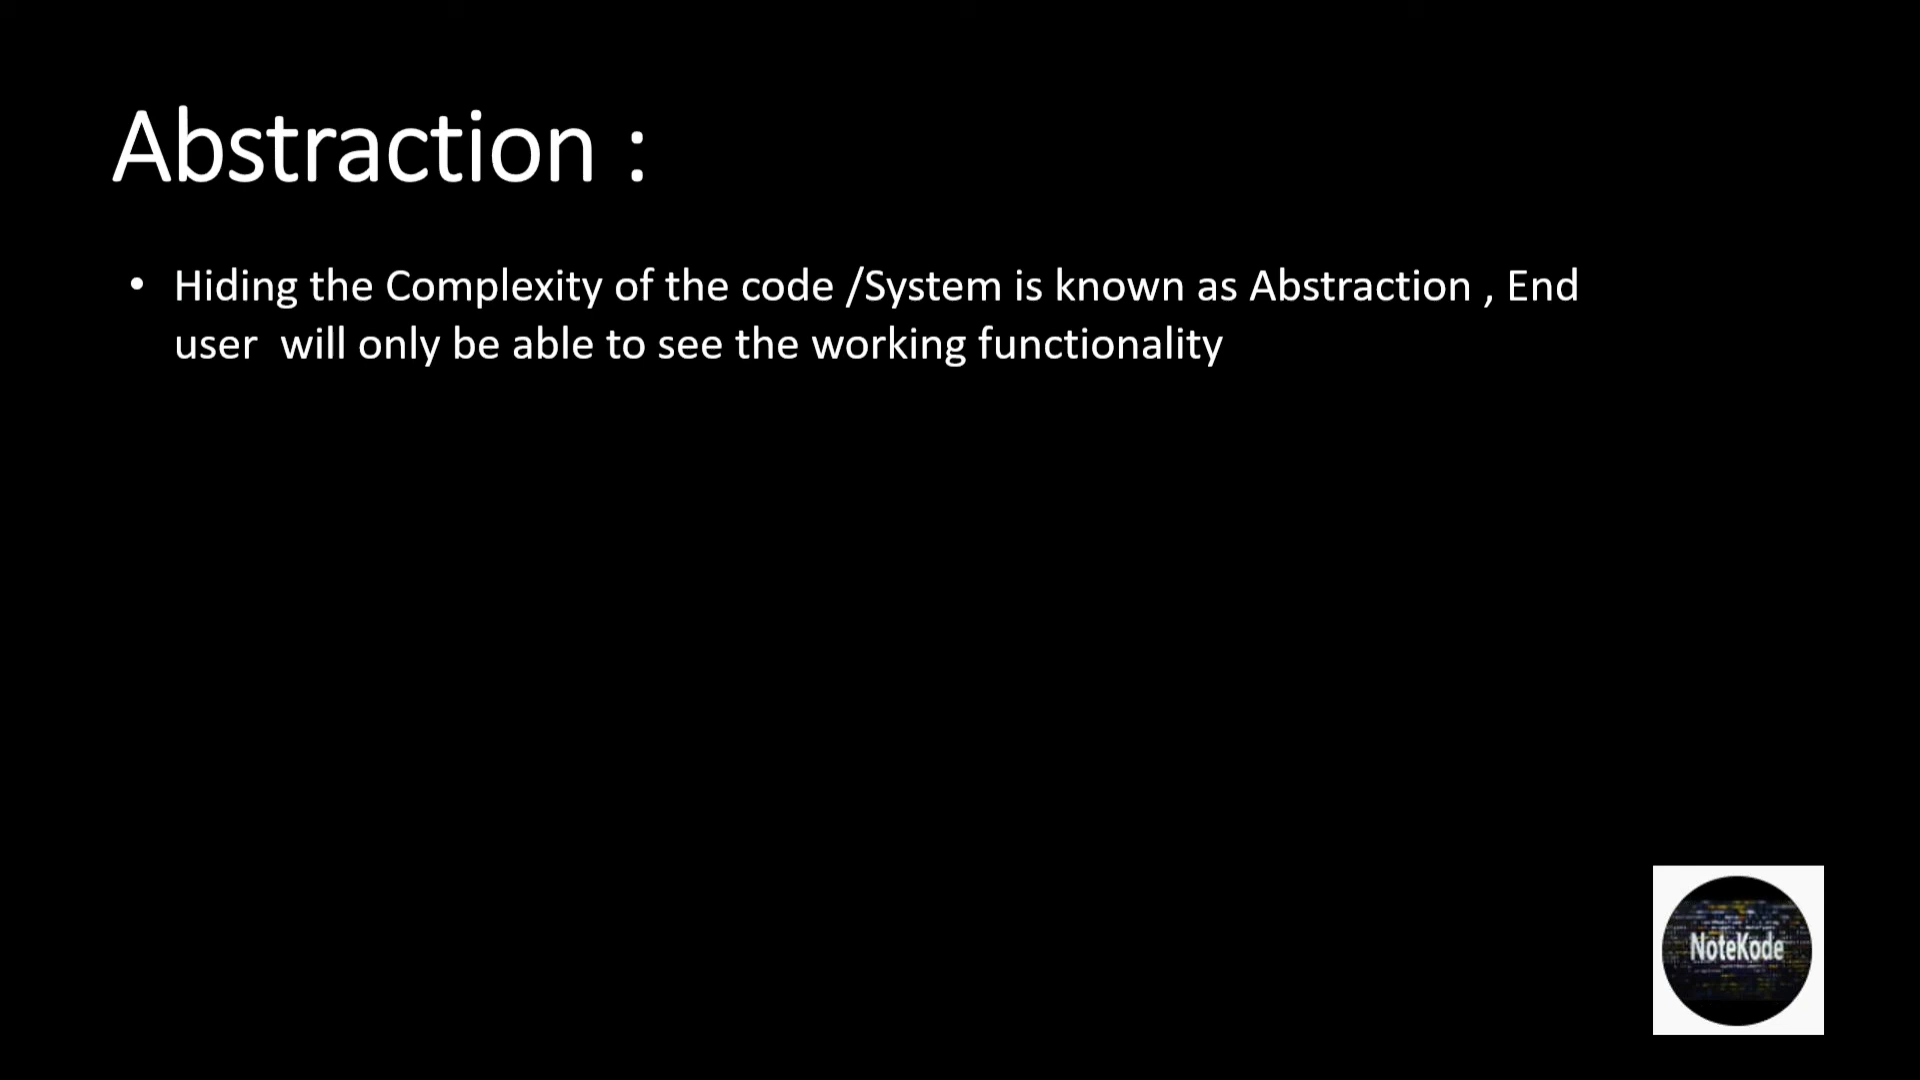 Abstraction :
• Hiding the Complexity of the code /System is known as Abstraction , End
user  will only be able to see the working functionality
NoteKode